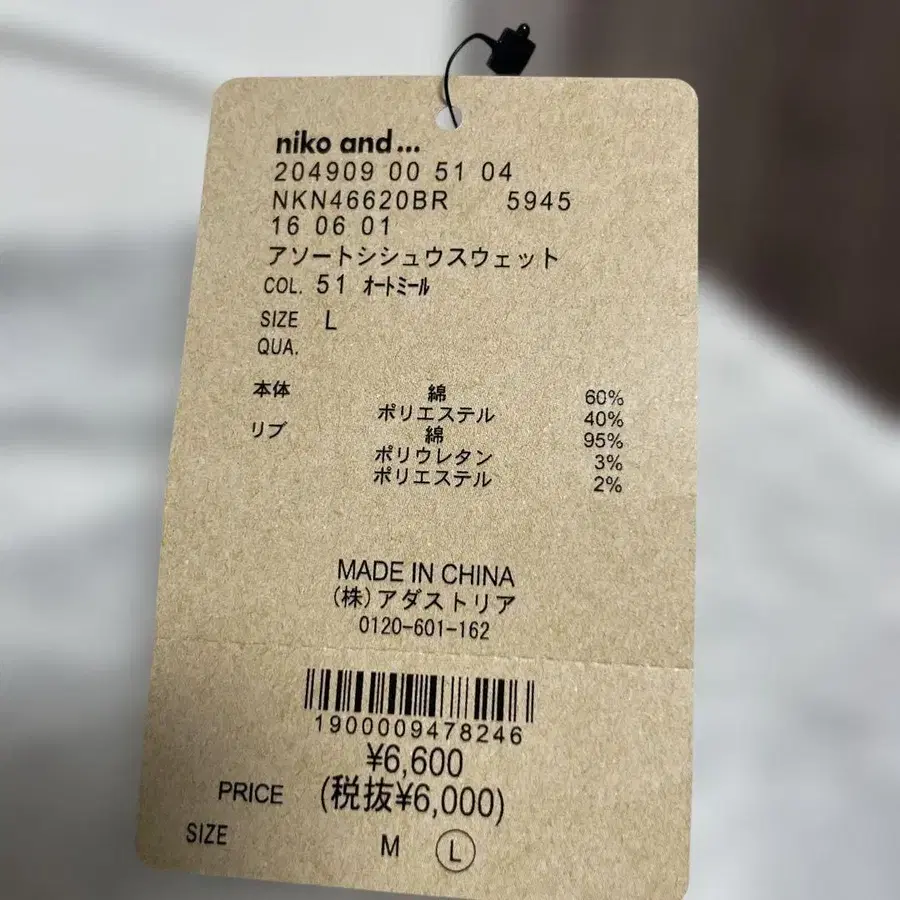 niko and...
204909 00 51 04
NKN46620BR 5945
16 06 01
アソートシシュウスウェット
COL. 51 ｵｰﾄﾐｰﾙ
SIZE L
QUA.
本体 綿 60%
ポリエステル 40%
リブ 綿 95%
ポリウレタン 3%
ポリエステル 2%
MADE IN CHINA
(株)アダストリア
0120-601-162
1900009478246
¥6,600
PRICE (税抜¥6,000)
SIZE M L